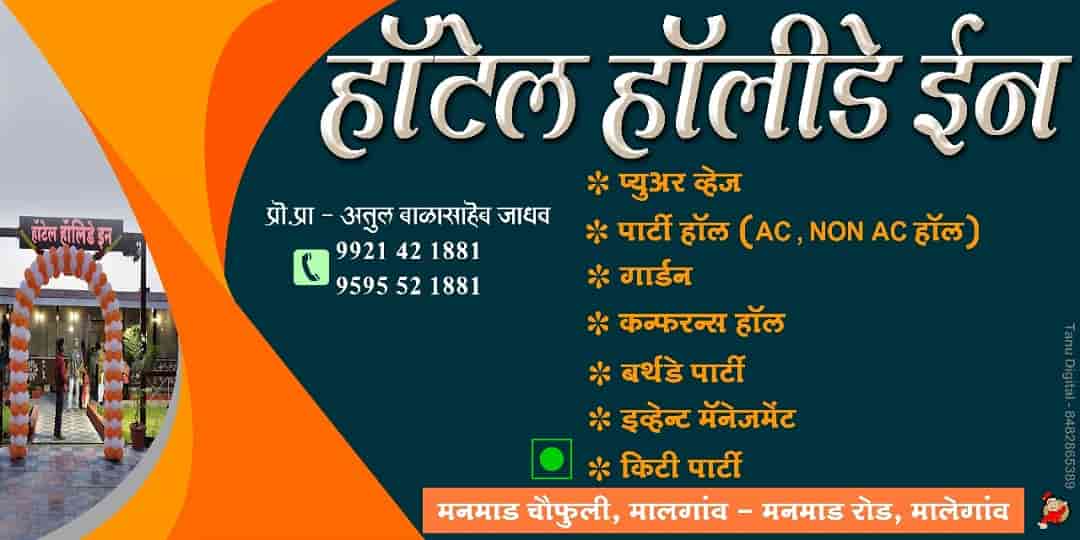 हॉटेल हॉलीडे ईन
हॉटेल हॉलिडे इन
प्रो.प्रा - अतुल बाळासाहेब जाधव
9921 42 1881
9595 52 1881
प्युअर व्हेज
पार्टी हॉल (AC , NON AC हॉल)
गार्डन
कन्फरन्स हॉल
बर्थडे पार्टी
इव्हेन्ट मॅनेजमेंट
किटी पार्टी
मनमाड चौफुली, मालगांव - मनमाड रोड, मालेगांव
Tanu Digital - 8482865389